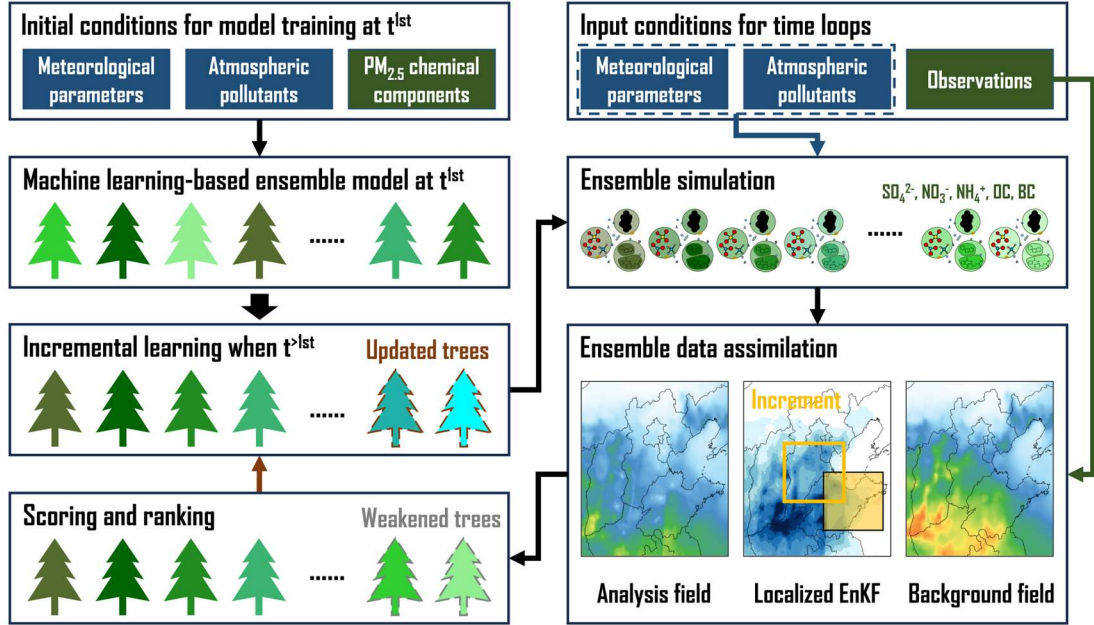 Initial conditions for model training at t^1st
Meteorological
parameters
Atmospheric
pollutants
PM₂.₅ chemical
components
Machine learning-based ensemble model at t^1st
......
Incremental learning when t^>1st
Updated trees
......
Scoring and ranking
Weakened trees
......
Input conditions for time loops
Meteorological
parameters
Atmospheric
pollutants
Observations
Ensemble simulation
SO₄²⁻, NO₃⁻, NH₄⁺, OC, BC
......
Ensemble data assimilation
Increment
Analysis field
Localized EnKF
Background field